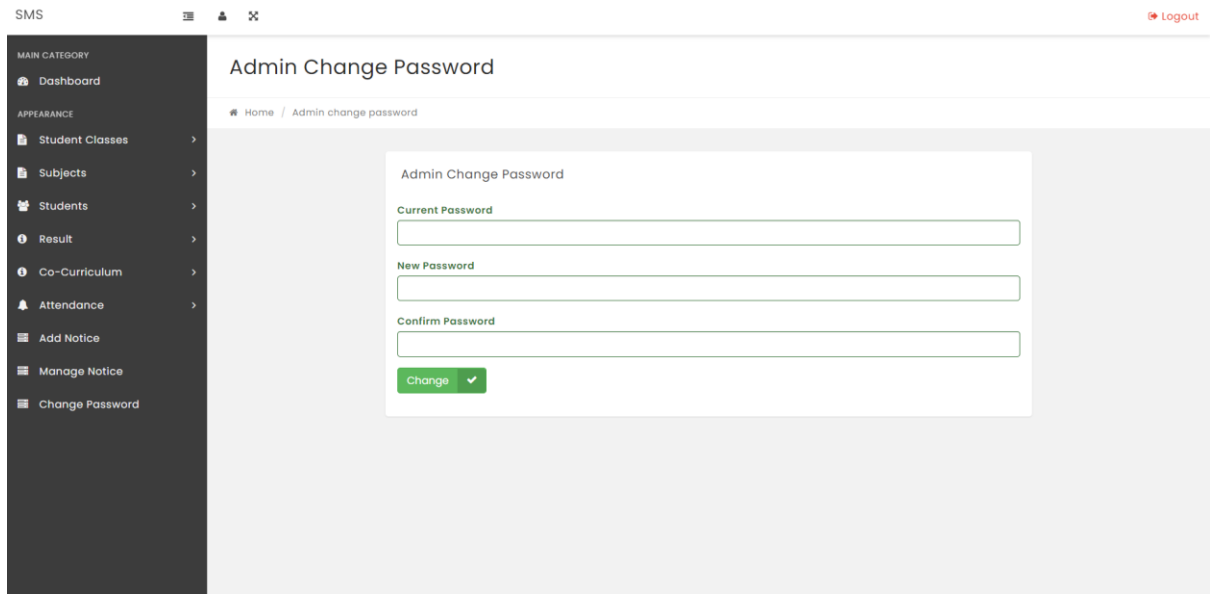 SMS
Logout
MAIN CATEGORY
Dashboard
APPEARANCE
Student Classes
Subjects
Students
Result
Co-Curriculum
Attendance
Add Notice
Manage Notice
Change Password
Admin Change Password
Home / Admin change password
Admin Change Password
Current Password
New Password
Confirm Password
Change